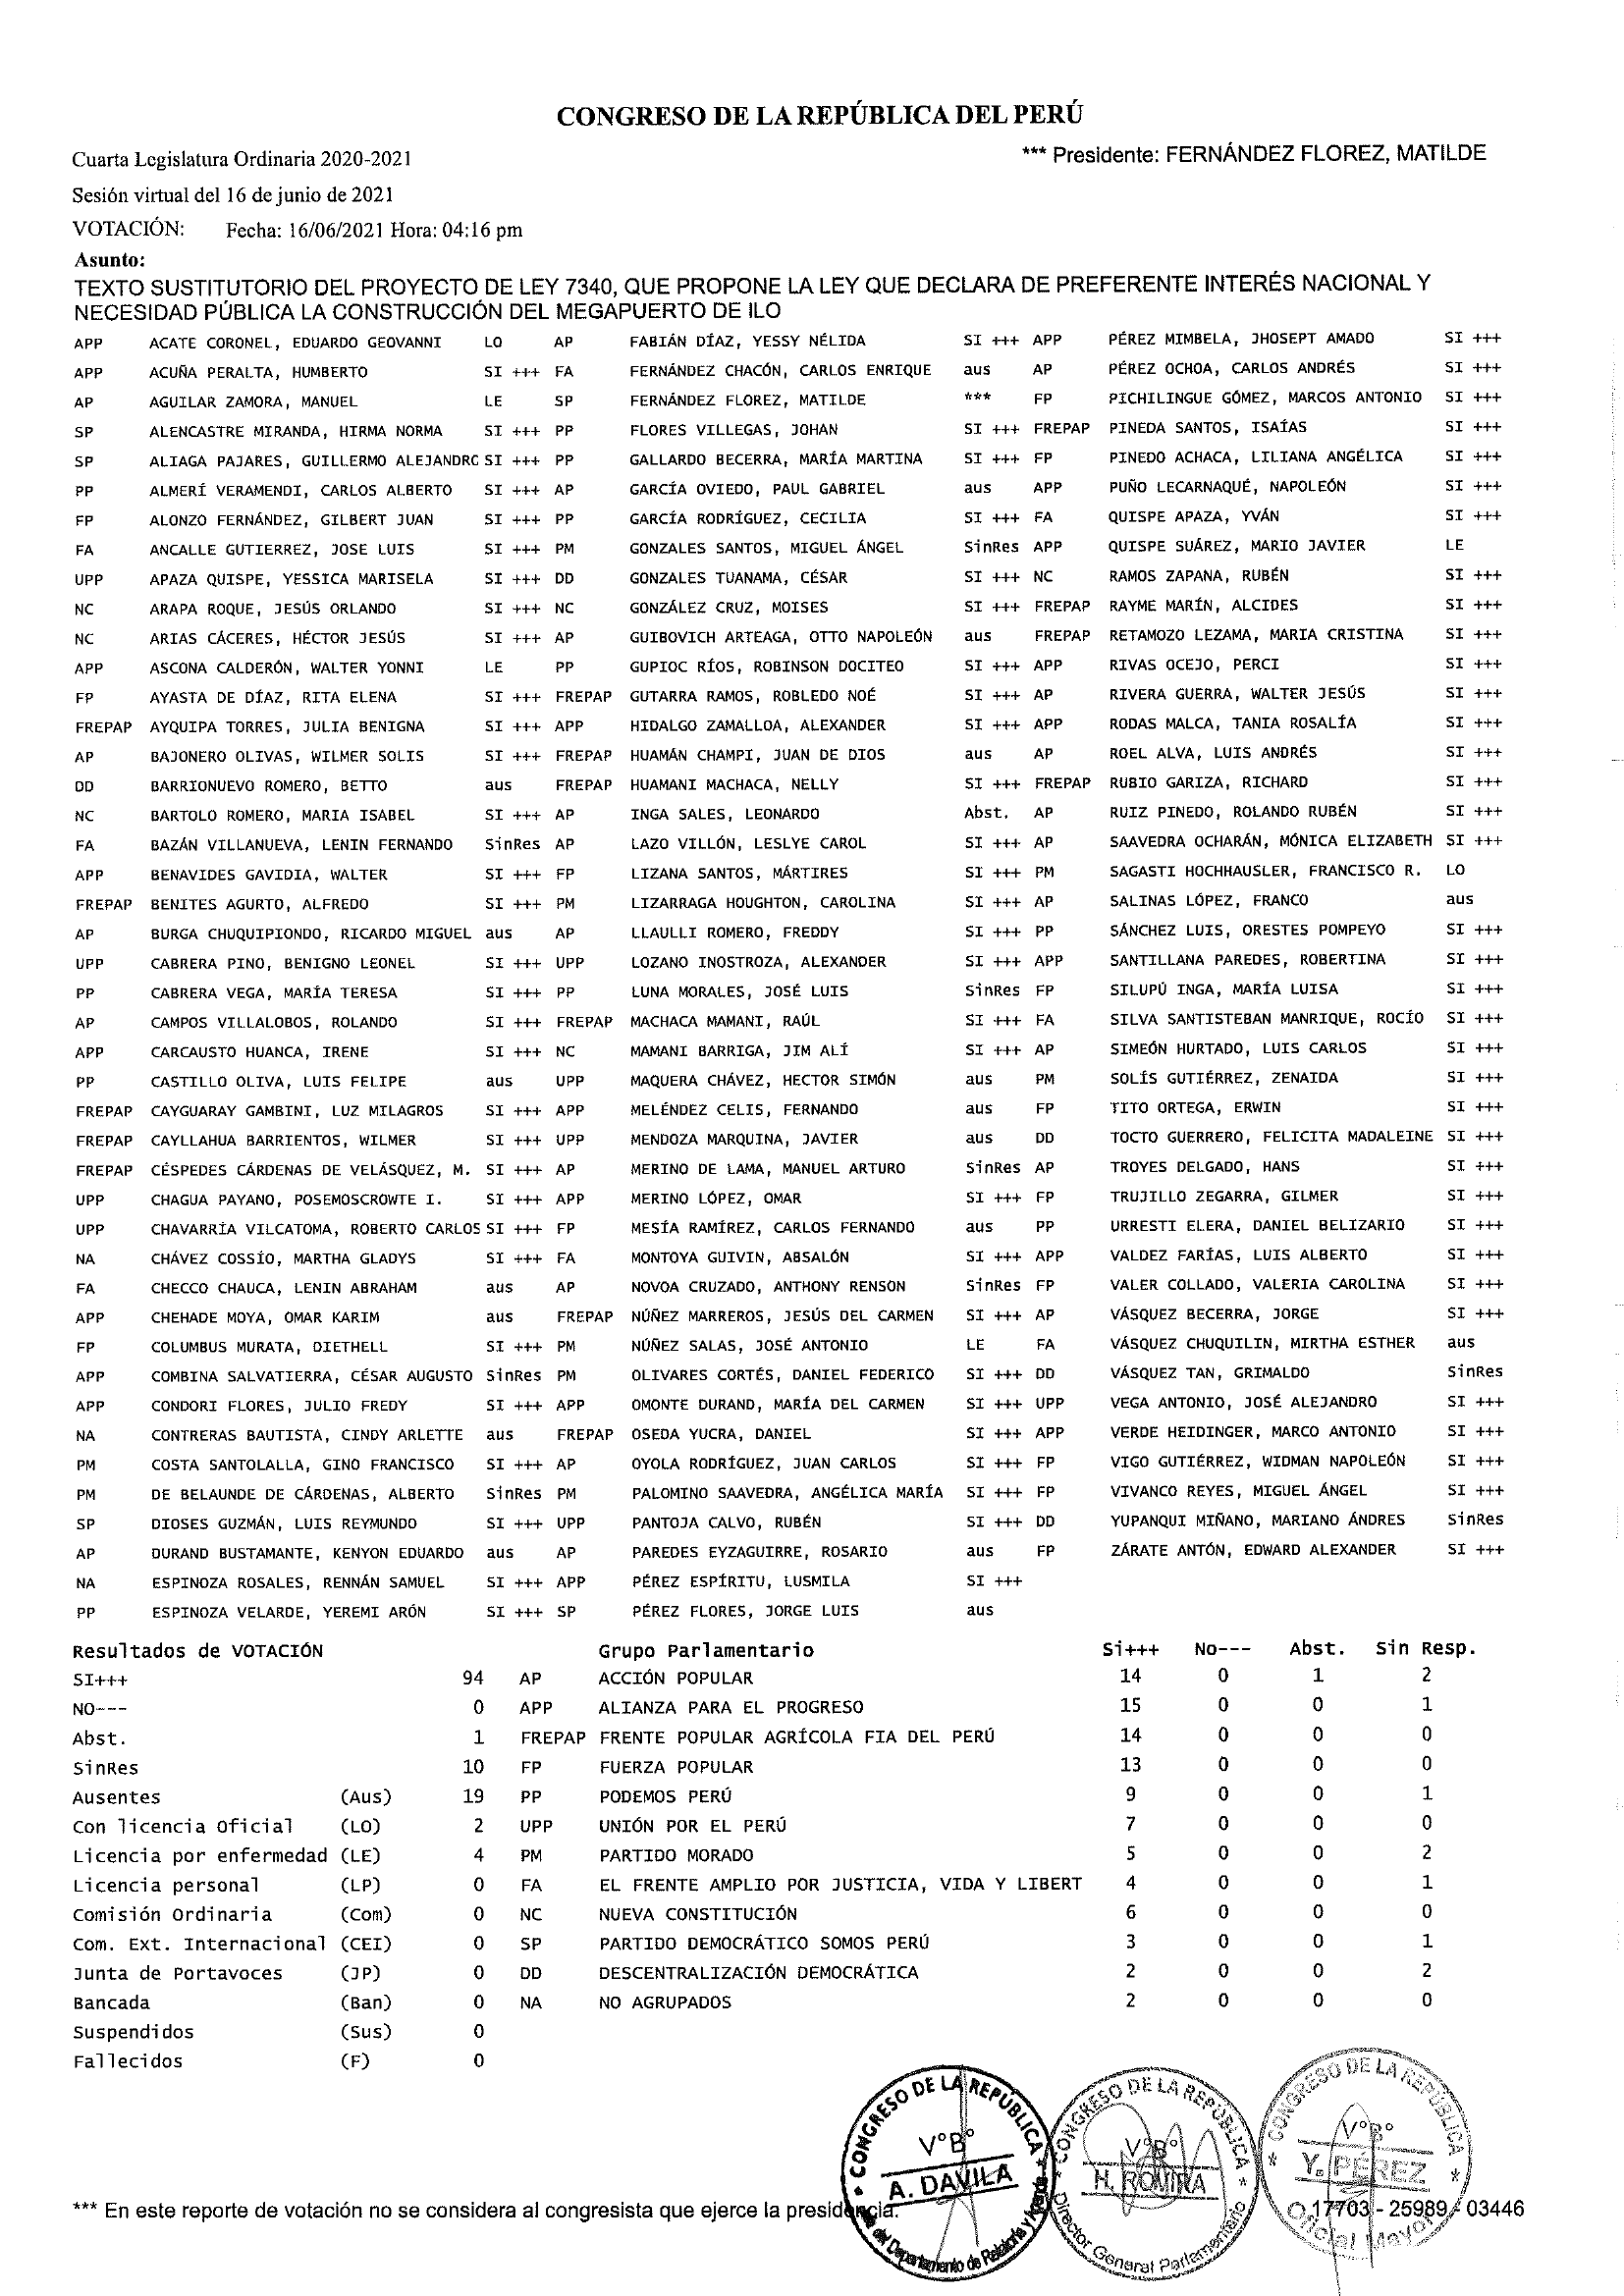 CONGRESO DE LA REPÚBLICA DEL PERÚ
Cuarta Legislatura Ordinaria 2020-2021
*** Presidente: FERNÁNDEZ FLOREZ, MATILDE
Sesión virtual del 16 de junio de 2021
VOTACIÓN: Fecha: 16/06/2021 Hora: 04:16 pm
Asunto:
TEXTO SUSTITUTORIO DEL PROYECTO DE LEY 7340, QUE PROPONE LA LEY QUE DECLARA DE PREFERENTE INTERÉS NACIONAL Y
NECESIDAD PÚBLICA LA CONSTRUCCIÓN DEL MEGAPUERTO DE ILO
APP ACATE CORONEL, EDUARDO GEOVANNI LO AP FABIÁN DÍAZ, YESSY NÉLIDA SI +++ APP PÉREZ MIMBELA, JHOSEPT AMADO SI +++
APP ACUÑA PERALTA, HUMBERTO SI +++ FA FERNÁNDEZ CHACÓN, CARLOS ENRIQUE aus AP PÉREZ OCHOA, CARLOS ANDRÉS SI +++
AP AGUILAR ZAMORA, MANUEL LE SP FERNÁNDEZ FLOREZ, MATILDE *** FP PICHILINGUE GÓMEZ, MARCOS ANTONIO SI +++
SP ALENCASTRE MIRANDA, HIRMA NORMA SI +++ PP FLORES VILLEGAS, JOHAN SI +++ FREPAP PINEDA SANTOS, ISAÍAS SI +++
SP ALIAGA PAJARES, GUILLERMO ALEJANDRO SI +++ PP GALLARDO BECERRA, MARÍA MARTINA SI +++ FP PINEDO ACHACA, LILIANA ANGÉLICA SI +++
PP ALMERÍ VERAMENDI, CARLOS ALBERTO SI +++ AP GARCÍA OVIEDO, PAUL GABRIEL aus APP PUÑO LECARNAQUÉ, NAPOLEÓN SI +++
FP ALONZO FERNÁNDEZ, GILBERT JUAN SI +++ PP GARCÍA RODRÍGUEZ, CECILIA SI +++ FA QUISPE APAZA, YVÁN SI +++
FA ANCALLE GUTIERREZ, JOSE LUIS SI +++ PM GONZALES SANTOS, MIGUEL ÁNGEL SinRes APP QUISPE SUÁREZ, MARIO JAVIER LE
UPP APAZA QUISPE, YESSICA MARISELA SI +++ DD GONZALES TUANAMA, CÉSAR SI +++ NC RAMOS ZAPANA, RUBÉN SI +++
NC ARAPA ROQUE, JESÚS ORLANDO SI +++ NC GONZÁLEZ CRUZ, MOISES SI +++ FREPAP RAYME MARÍN, ALCIDES SI +++
NC ARIAS CÁCERES, HÉCTOR JESÚS SI +++ AP GUIBOVICH ARTEAGA, OTTO NAPOLEÓN aus FREPAP RETAMOZO LEZAMA, MARIA CRISTINA SI +++
APP ASCONA CALDERÓN, WALTER YONNI LE PP GUPIOC RÍOS, ROBINSON DOCITEO SI +++ APP RIVAS OCEJO, PERCI SI +++
FP AYASTA DE DÍAZ, RITA ELENA SI +++ FREPAP GUTARRA RAMOS, ROBLEDO NOÉ SI +++ AP RIVERA GUERRA, WALTER JESÚS SI +++
FREPAP AYQUIPA TORRES, JULIA BENIGNA SI +++ APP HIDALGO ZAMALLOA, ALEXANDER SI +++ APP RODAS MALCA, TANIA ROSALÍA SI +++
AP BAJONERO OLIVAS, WILMER SOLIS SI +++ FREPAP HUAMÁN CHAMPI, JUAN DE DIOS aus AP ROEL ALVA, LUIS ANDRÉS SI +++
DD BARRIONUEVO ROMERO, BETTO aus FREPAP HUAMANI MACHACA, NELLY SI +++ FREPAP RUBIO GARIZA, RICHARD SI +++
NC BARTOLO ROMERO, MARIA ISABEL SI +++ AP INGA SALES, LEONARDO Abst. AP RUIZ PINEDO, ROLANDO RUBÉN SI +++
FA BAZÁN VILLANUEVA, LENIN FERNANDO SinRes AP LAZO VILLÓN, LESLYE CAROL SI +++ AP SAAVEDRA OCHARÁN, MÓNICA ELIZABETH SI +++
APP BENAVIDES GAVIDIA, WALTER SI +++ FP LIZANA SANTOS, MÁRTIRES SI +++ PM SAGASTI HOCHHAUSLER, FRANCISCO R. LO
FREPAP BENITES AGURTO, ALFREDO SI +++ PM LIZARRAGA HOUGHTON, CAROLINA SI +++ AP SALINAS LÓPEZ, FRANCO aus
AP BURGA CHUQUIPIONDO, RICARDO MIGUEL aus AP LLAULLI ROMERO, FREDDY SI +++ PP SÁNCHEZ LUIS, ORESTES POMPEYO SI +++
UPP CABRERA PINO, BENIGNO LEONEL SI +++ UPP LOZANO INOSTROZA, ALEXANDER SI +++ APP SANTILLANA PAREDES, ROBERTINA SI +++
PP CABRERA VEGA, MARÍA TERESA SI +++ PP LUNA MORALES, JOSÉ LUIS SinRes FP SILUPÚ INGA, MARÍA LUISA SI +++
AP CAMPOS VILLALOBOS, ROLANDO SI +++ FREPAP MACHACA MAMANI, RAÚL SI +++ FA SILVA SANTISTEBAN MANRIQUE, ROCÍO SI +++
APP CARCAUSTO HUANCA, IRENE SI +++ NC MAMANI BARRIGA, JIM ALÍ SI +++ AP SIMEÓN HURTADO, LUIS CARLOS SI +++
PP CASTILLO OLIVA, LUIS FELIPE aus UPP MAQUERA CHÁVEZ, HECTOR SIMÓN aus PM SOLÍS GUTIÉRREZ, ZENAIDA SI +++
FREPAP CAYGUARAY GAMBINI, LUZ MILAGROS SI +++ APP MELÉNDEZ CELIS, FERNANDO aus FP TITO ORTEGA, ERWIN SI +++
FREPAP CAYLLAHUA BARRIENTOS, WILMER SI +++ UPP MENDOZA MARQUINA, JAVIER aus DD TOCTO GUERRERO, FELICITA MADALEINE SI +++
FREPAP CÉSPEDES CÁRDENAS DE VELÁSQUEZ, M. SI +++ AP MERINO DE LAMA, MANUEL ARTURO SinRes AP TROYES DELGADO, HANS SI +++
UPP CHAGUA PAYANO, POSEMOSCROWTE I. SI +++ APP MERINO LÓPEZ, OMAR SI +++ FP TRUJILLO ZEGARRA, GILMER SI +++
UPP CHAVARRÍA VILCATOMA, ROBERTO CARLOS SI +++ FP MESÍA RAMÍREZ, CARLOS FERNANDO aus PP URRESTI ELERA, DANIEL BELIZARIO SI +++
NA CHÁVEZ COSSÍO, MARTHA GLADYS SI +++ FA MONTOYA GUIVIN, ABSALÓN SI +++ APP VALDEZ FARÍAS, LUIS ALBERTO SI +++
FA CHECCO CHAUCA, LENIN ABRAHAM aus AP NOVOA CRUZADO, ANTHONY RENSON SinRes FP VALER COLLADO, VALERIA CAROLINA SI +++
APP CHEHADE MOYA, OMAR KARIM aus FREPAP NÚÑEZ MARREROS, JESÚS DEL CARMEN SI +++ AP VÁSQUEZ BECERRA, JORGE SI +++
FP COLUMBUS MURATA, DIETHELL SI +++ PM NÚÑEZ SALAS, JOSÉ ANTONIO LE FA VÁSQUEZ CHUQUILIN, MIRTHA ESTHER aus
APP COMBINA SALVATIERRA, CÉSAR AUGUSTO SinRes PM OLIVARES CORTÉS, DANIEL FEDERICO SI +++ DD VÁSQUEZ TAN, GRIMALDO SinRes
APP CONDORI FLORES, JULIO FREDY SI +++ APP OMONTE DURAND, MARÍA DEL CARMEN SI +++ UPP VEGA ANTONIO, JOSÉ ALEJANDRO SI +++
NA CONTRERAS BAUTISTA, CINDY ARLETTE aus FREPAP OSEDA YUCRA, DANIEL SI +++ APP VERDE HEIDINGER, MARCO ANTONIO SI +++
PM COSTA SANTOLALLA, GINO FRANCISCO SI +++ AP OYOLA RODRÍGUEZ, JUAN CARLOS SI +++ FP VIGO GUTIÉRREZ, WIDMAN NAPOLEÓN SI +++
PM DE BELAUNDE DE CÁRDENAS, ALBERTO SinRes PM PALOMINO SAAVEDRA, ANGÉLICA MARÍA SI +++ FP VIVANCO REYES, MIGUEL ÁNGEL SI +++
SP DIOSES GUZMÁN, LUIS REYMUNDO SI +++ UPP PANTOJA CALVO, RUBÉN SI +++ DD YUPANQUI MIÑANO, MARIANO ÁNDRES SinRes
AP DURAND BUSTAMANTE, KENYON EDUARDO aus AP PAREDES EYZAGUIRRE, ROSARIO aus FP ZÁRATE ANTÓN, EDWARD ALEXANDER SI +++
NA ESPINOZA ROSALES, RENNÁN SAMUEL SI +++ APP PÉREZ ESPÍRITU, LUSMILA SI +++
PP ESPINOZA VELARDE, YEREMI ARÓN SI +++ SP PÉREZ FLORES, JORGE LUIS aus
Resultados de VOTACIÓN Grupo Parlamentario Si+++ No--- Abst. Sin Resp.
SI+++ 94 AP ACCIÓN POPULAR 14 0 1 2
NO--- 0 APP ALIANZA PARA EL PROGRESO 15 0 0 1
Abst. 1 FREPAP FRENTE POPULAR AGRÍCOLA FIA DEL PERÚ 14 0 0 0
SinRes 10 FP FUERZA POPULAR 13 0 0 0
Ausentes (Aus) 19 PP PODEMOS PERÚ 9 0 0 1
Con licencia Oficial (LO) 2 UPP UNIÓN POR EL PERÚ 7 0 0 0
Licencia por enfermedad (LE) 4 PM PARTIDO MORADO 5 0 0 2
Licencia personal (LP) 0 FA EL FRENTE AMPLIO POR JUSTICIA, VIDA Y LIBERT 4 0 0 1
Comisión Ordinaria (Com) 0 NC NUEVA CONSTITUCIÓN 6 0 0 0
Com. Ext. Internacional (CEI) 0 SP PARTIDO DEMOCRÁTICO SOMOS PERÚ 3 0 0 1
Junta de Portavoces (JP) 0 DD DESCENTRALIZACIÓN DEMOCRÁTICA 2 0 0 2
Bancada (Ban) 0 NA NO AGRUPADOS 2 0 0 0
Suspendidos (Sus) 0
Fallecidos (F) 0
CONGRESO DE LA REPÚBLICA
V°B°
A. DAVILA
del Departamento de Relatoría y Agenda
CONGRESO DE LA REPÚBLICA
V°B°
H. ROVIRA
Director General Parlamentario
CONGRESO DE LA REPÚBLICA
V°B°
Y. PÉREZ
Oficial Mayor
*** En este reporte de votación no se considera al congresista que ejerce la presidencia.
17703 - 25989 - 03446